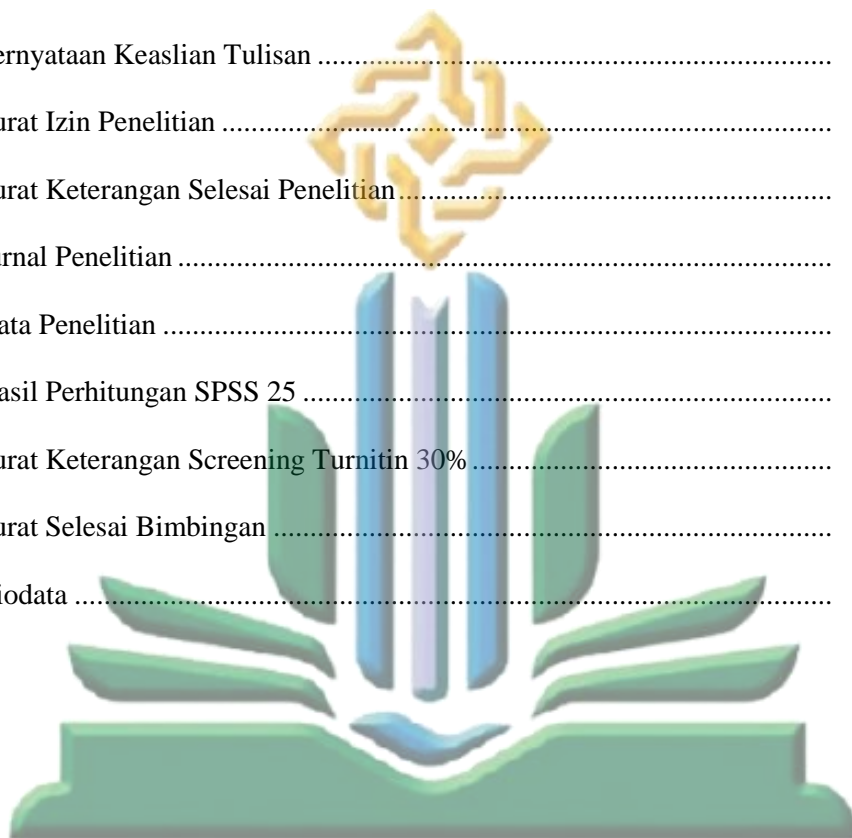 ernyataan Keaslian Tulisan ......................................................................
urat Izin Penelitian ...................................................................................
urat Keterangan Selesai Penelitian ...........................................................
rnal Penelitian .........................................................................................
ata Penelitian ...........................................................................................
asil Perhitungan SPSS 25 ........................................................................
urat Keterangan Screening Turnitin 30% .................................................
urat Selesai Bimbingan ............................................................................
iodata .......................................................................................................